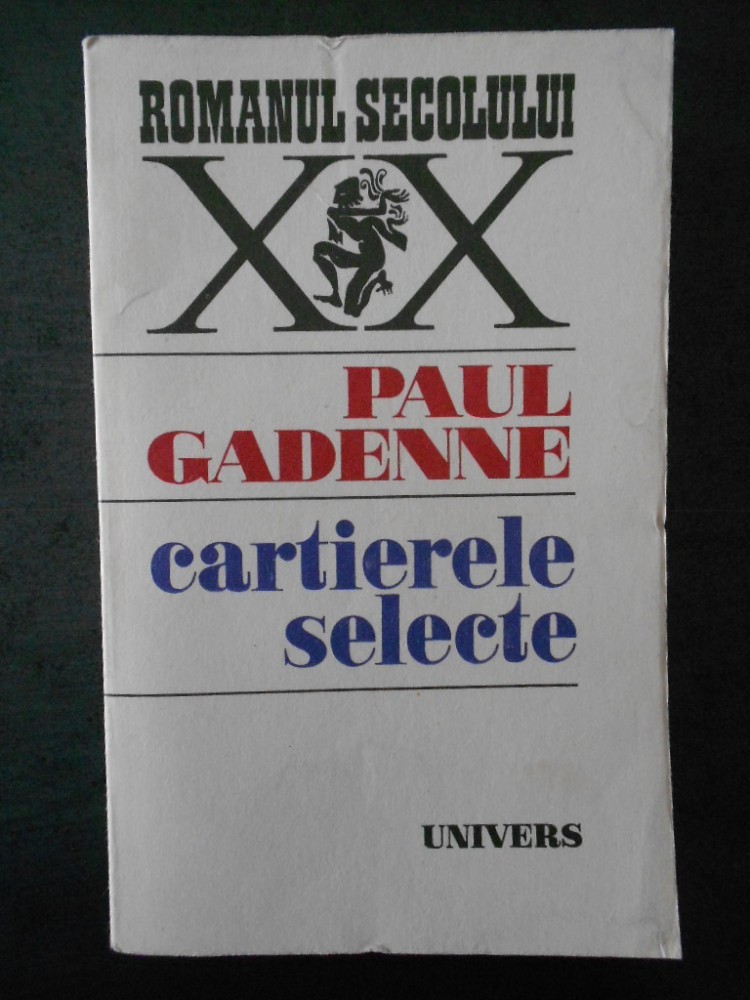 ROMANUL SECOLULUI
XX
PAUL
GADENNE
cartierele
selecte
UNIVERS